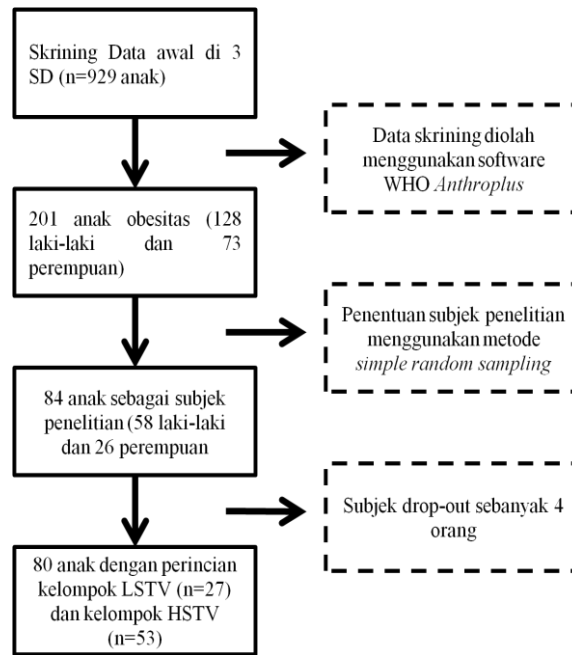 Skrining Data awal di 3
SD (n=929 anak)
Data skrining diolah
menggunakan software
WHO Anthroplus
201 anak obesitas (128
laki-laki dan 73
perempuan)
Penentuan subjek penelitian
menggunakan metode
simple random sampling
84 anak sebagai subjek
penelitian (58 laki-laki
dan 26 perempuan
Subjek drop-out sebanyak 4
orang
80 anak dengan perincian
kelompok LSTV (n=27)
dan kelompok HSTV
(n=53)